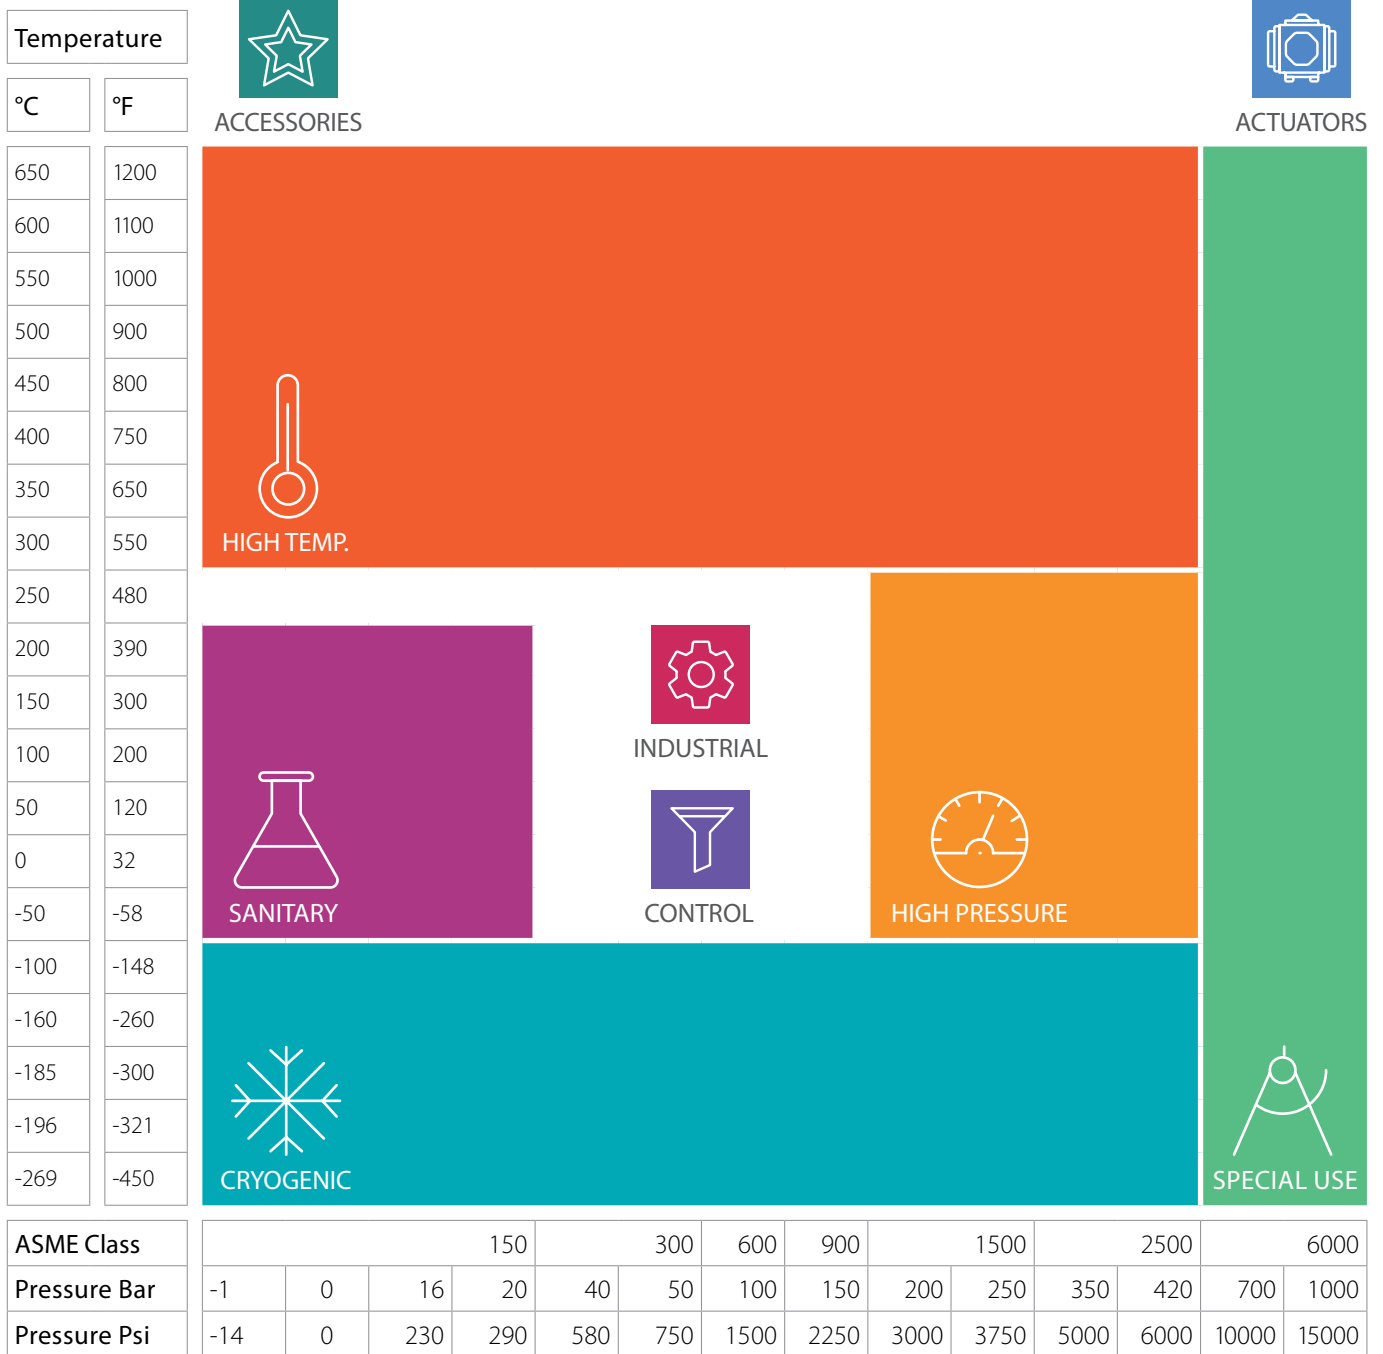 Temperature
°C °F
ACCESSORIES ACTUATORS
650 1200
600 1100
550 1000
500 900
450 800
400 750
350 650
300 550 HIGH TEMP.
250 480
200 390
150 300
INDUSTRIAL
100 200
50 120
0 32
-50 -58 SANITARY CONTROL HIGH PRESSURE
-100 -148
-160 -260
-185 -300
-196 -321
-269 -450 CRYOGENIC SPECIAL USE
ASME Class 150 300 600 900 1500 2500 6000
Pressure Bar -1 0 16 20 40 50 100 150 200 250 350 420 700 1000
Pressure Psi -14 0 230 290 580 750 1500 2250 3000 3750 5000 6000 10000 15000